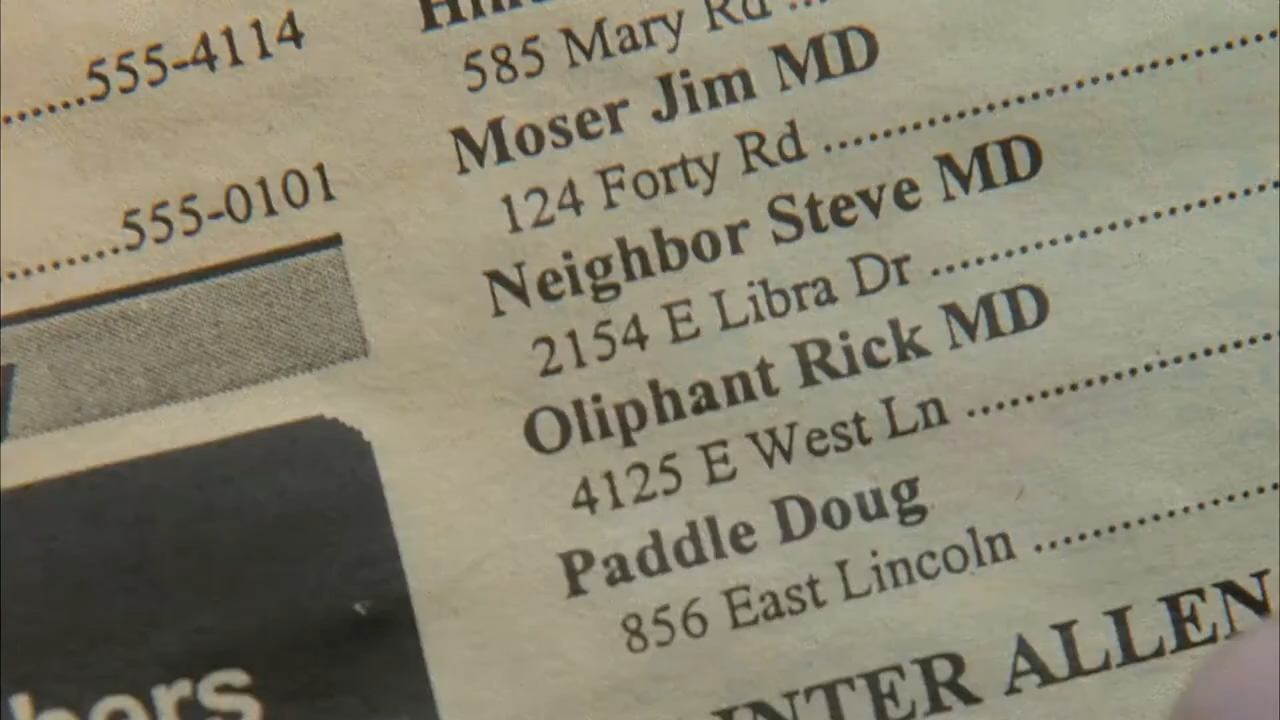 ......555-4114
.........555-0101
585 Mary Rd ...
Moser Jim MD
124 Forty Rd ................................
Neighbor Steve MD
2154 E Libra Dr ................................
Oliphant Rick MD
4125 E West Ln ................................
Paddle Doug
856 East Lincoln ................................
ALLEN